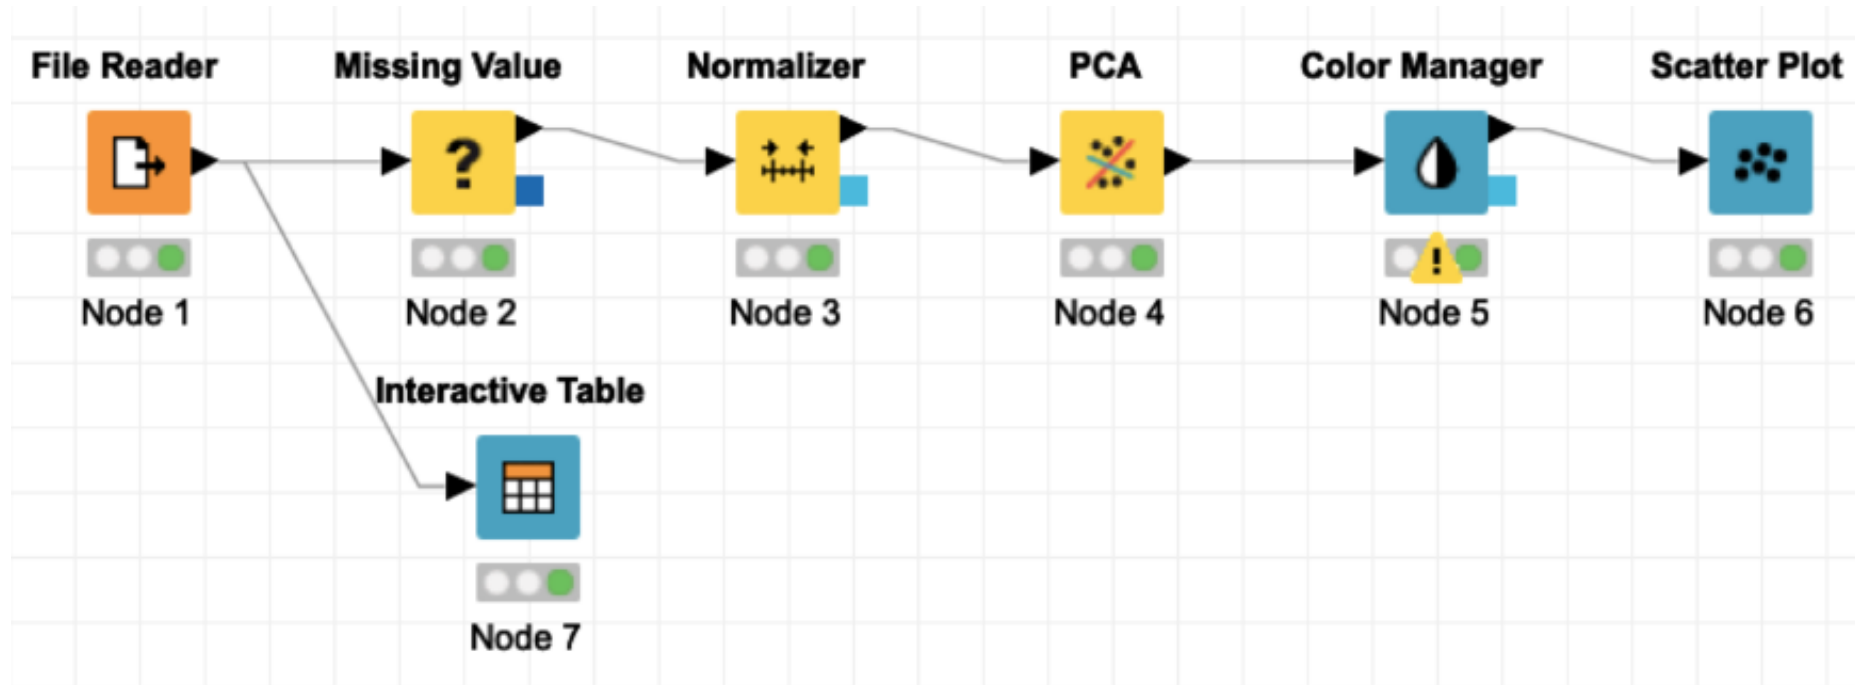 File Reader
Missing Value
Normalizer
PCA
Color Manager
Scatter Plot
?
!
Node 1
Node 2
Node 3
Node 4
Node 5
Node 6
Interactive Table
Node 7